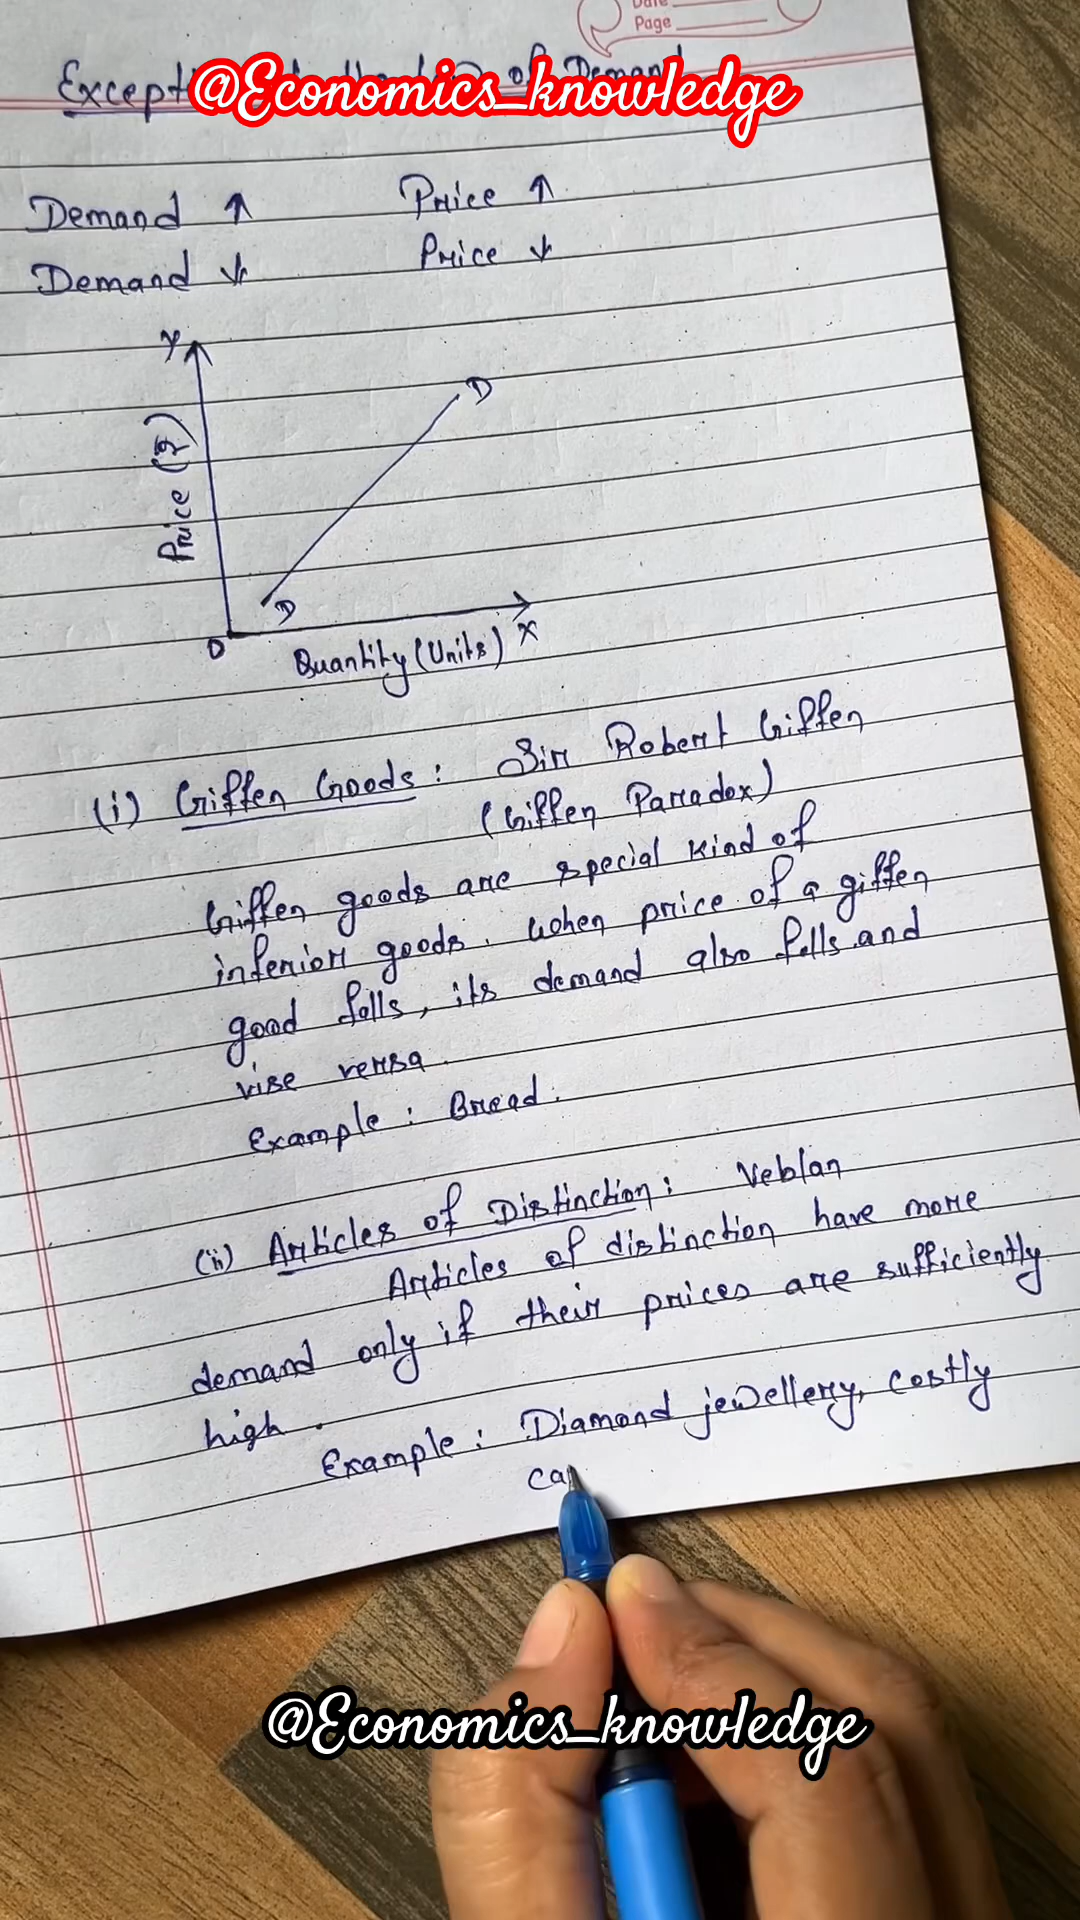 Date
Page
of Demand
@Economics_knowledge
Demand ↑ Price ↑
Demand ↓ Price ↓
Y
Price (₹)
D
D
O
Quantity (Units) X
(i) Giffen Goods: Sir Robert Giffen
(Giffen Paradox)
Giffen goods are special kind of
inferior goods. When price of a giffen
good falls, its demand also falls and
vise versa.
Example: Bread.
(ii) Articles of Distinction: Veblan
Articles of distinction have more
demand only if their prices are sufficiently
high.
Example: Diamond jewellery, costly
ca
@Economics_knowledge